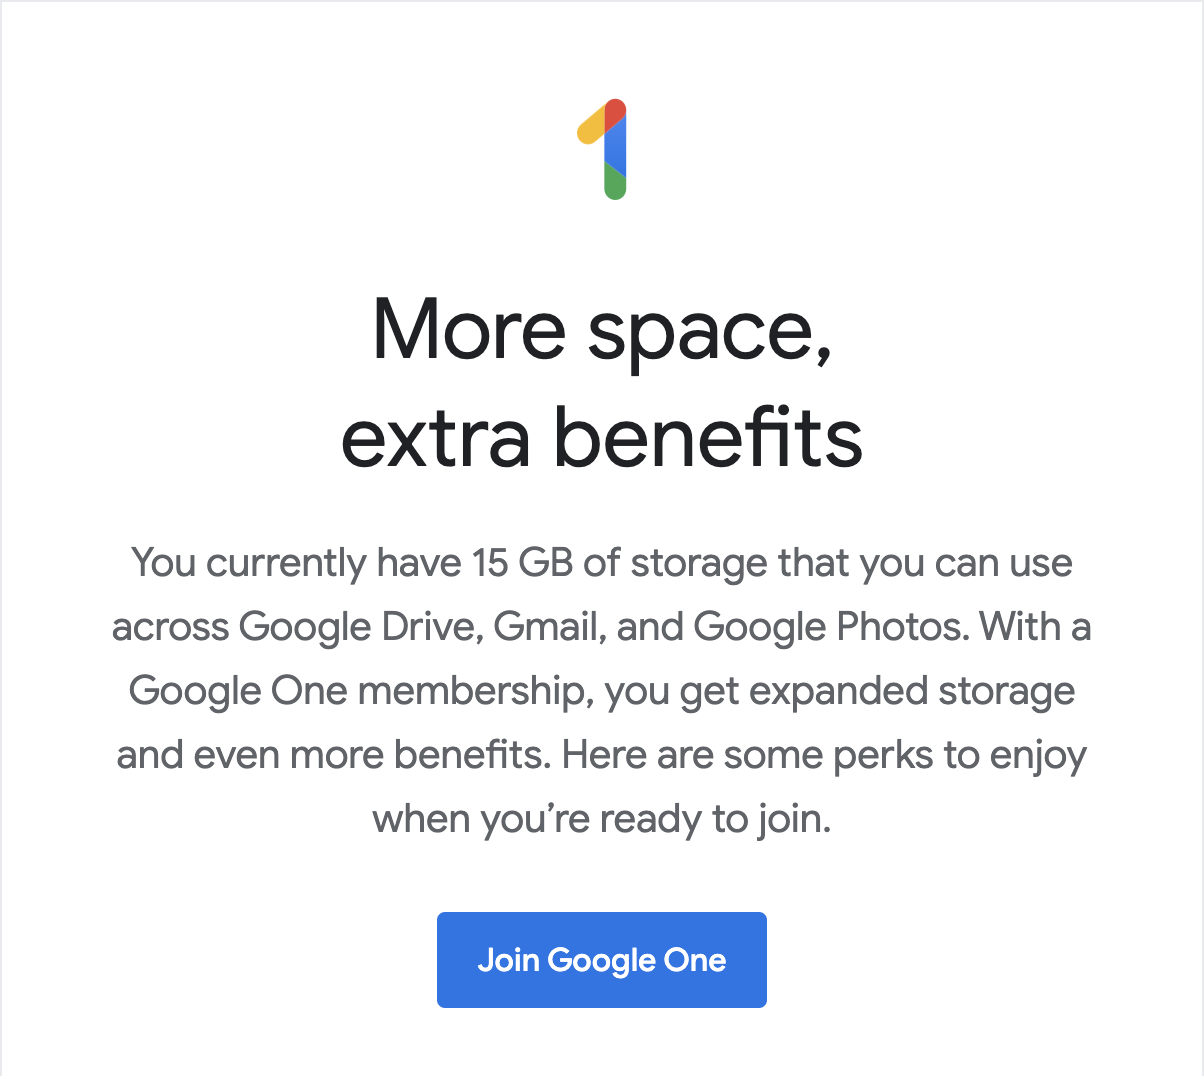 More space,
extra benefits
You currently have 15 GB of storage that you can use
across Google Drive, Gmail, and Google Photos. With a
Google One membership, you get expanded storage
and even more benefits. Here are some perks to enjoy
when you’re ready to join.
Join Google One